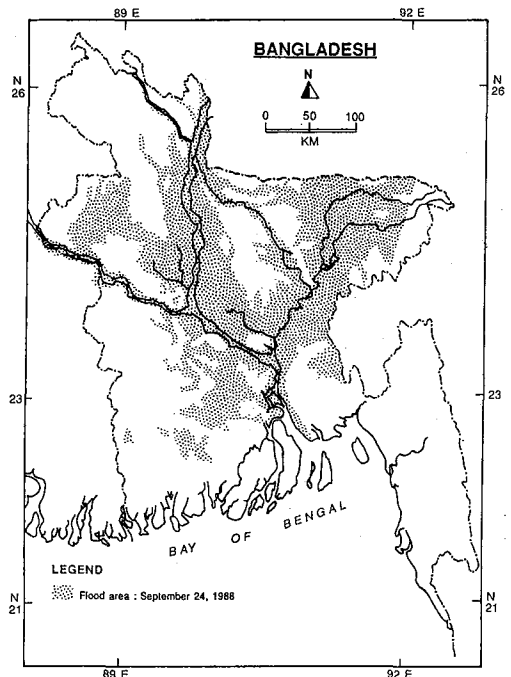 89 E
92 E
BANGLADESH
N
26
N
26
N
0 50 100
KM
23
23
BAY OF BENGAL
LEGEND
Flood area : September 24, 1988
N
21
N
21
89 E
92 E